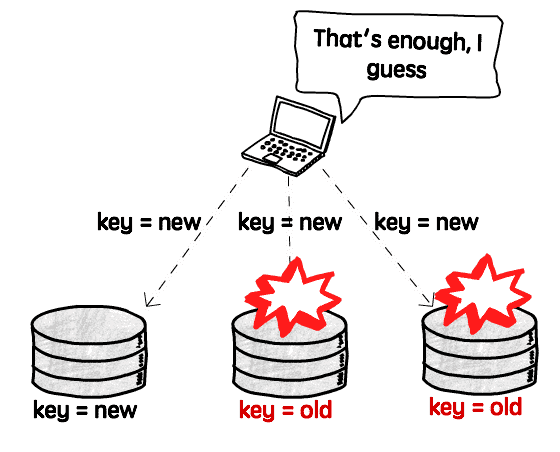 That's enough, I
guess
key = new
key = new
key = new
key = new
key = old
key = old